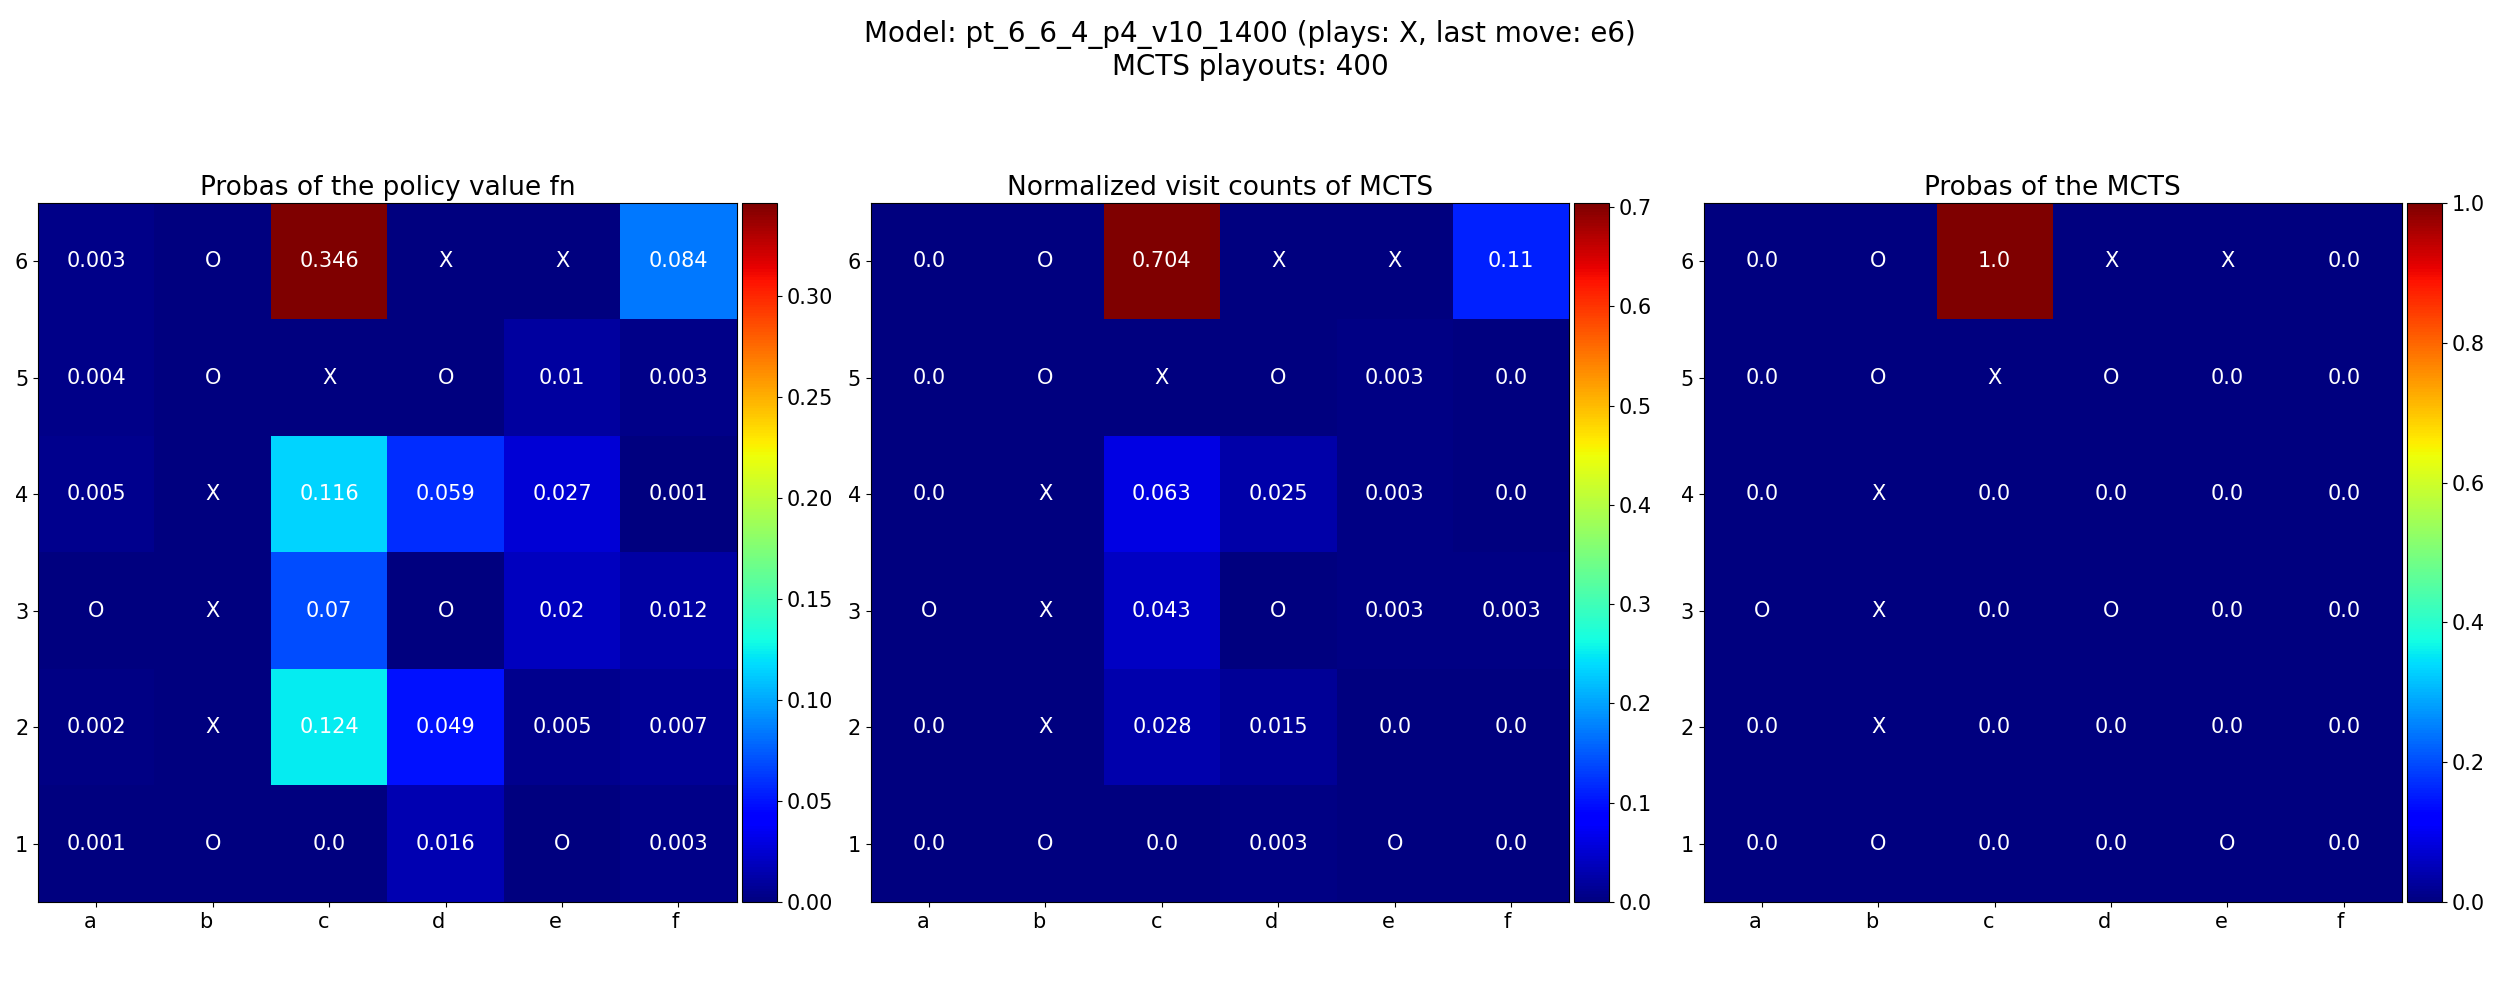 Model: pt_6_6_4_p4_v10_1400 (plays: X, last move: e6)
MCTS playouts: 400
Probas of the policy value fn
6 0.003 O 0.346 X X 0.084
5 0.004 O X O 0.01 0.003
4 0.005 X 0.116 0.059 0.027 0.001
3 O X 0.07 O 0.02 0.012
2 0.002 X 0.124 0.049 0.005 0.007
1 0.001 O 0.0 0.016 O 0.003
a b c d e f
0.30
0.25
0.20
0.15
0.10
0.05
0.00
Normalized visit counts of MCTS
6 0.0 O 0.704 X X 0.11
5 0.0 O X O 0.003 0.0
4 0.0 X 0.063 0.025 0.003 0.0
3 O X 0.043 O 0.003 0.003
2 0.0 X 0.028 0.015 0.0 0.0
1 0.0 O 0.0 0.003 O 0.0
a b c d e f
0.7
0.6
0.5
0.4
0.3
0.2
0.1
0.0
Probas of the MCTS
6 0.0 O 1.0 X X 0.0
5 0.0 O X O 0.0 0.0
4 0.0 X 0.0 0.0 0.0 0.0
3 O X 0.0 O 0.0 0.0
2 0.0 X 0.0 0.0 0.0 0.0
1 0.0 O 0.0 0.0 O 0.0
a b c d e f
1.0
0.8
0.6
0.4
0.2
0.0